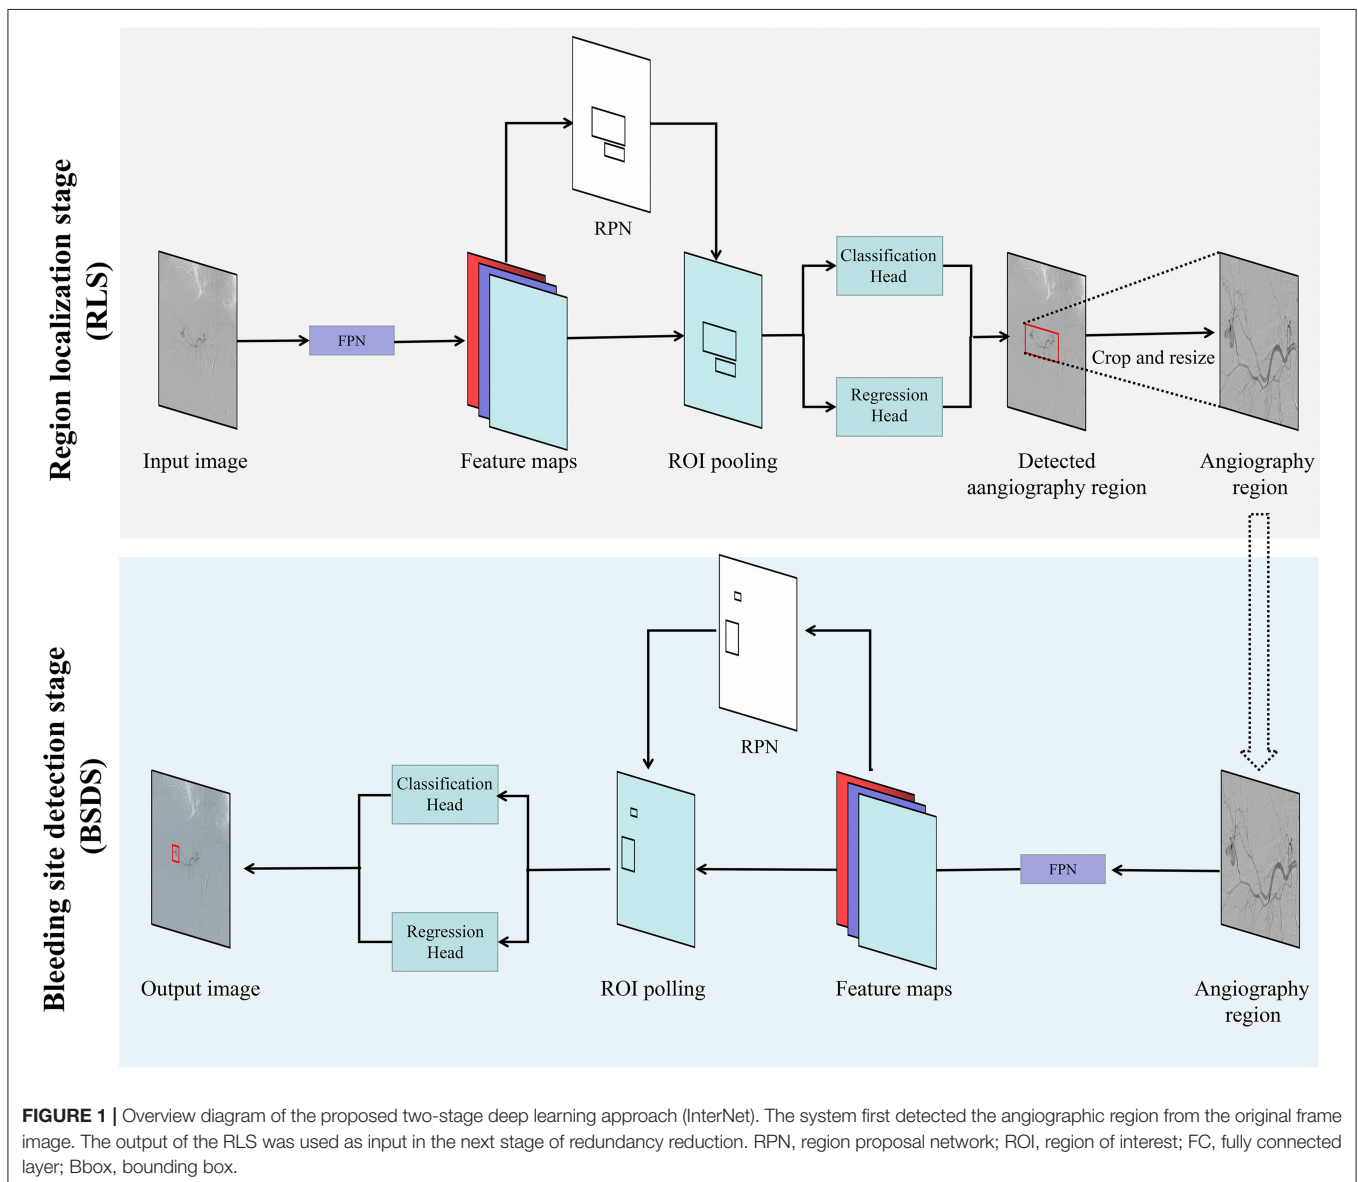 Region localization stage
(RLS)
RPN
Classification
Head
FPN
Crop and resize
Regression
Head
Input image
Feature maps
ROI pooling
Detected
aangiography region
Angiography
region
Bleeding site detection stage
(BSDS)
RPN
Classification
Head
FPN
Regression
Head
Output image
ROI polling
Feature maps
Angiography
region
FIGURE 1 | Overview diagram of the proposed two-stage deep learning approach (InterNet). The system first detected the angiographic region from the original frame
image. The output of the RLS was used as input in the next stage of redundancy reduction. RPN, region proposal network; ROI, region of interest; FC, fully connected
layer; Bbox, bounding box.